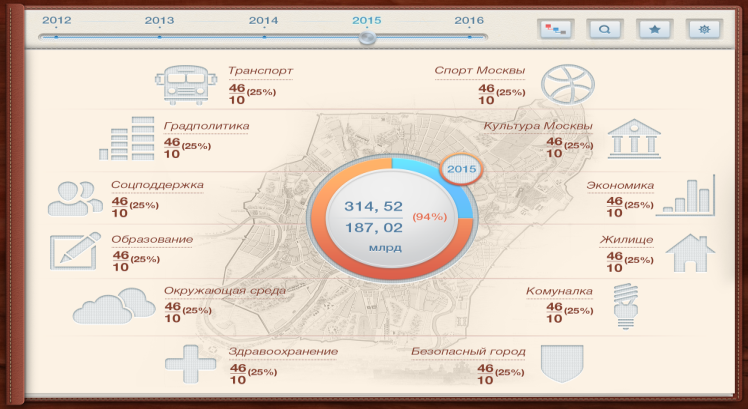 2012 2013 2014 2015 2016
Транспорт
46
10 (25%)
Спорт Москвы
46
10 (25%)
Градполитика
46
10 (25%)
Культура Москвы
46
10 (25%)
2015
Соцподдержка
46
10 (25%)
314, 52
187, 02 (94%)
млрд
Экономика
46
10 (25%)
Образование
46
10 (25%)
Жилище
46
10 (25%)
Окружающая среда
46
10 (25%)
Комуналка
46
10 (25%)
Здравоохранение
46
10 (25%)
Безопасный город
46
10 (25%)